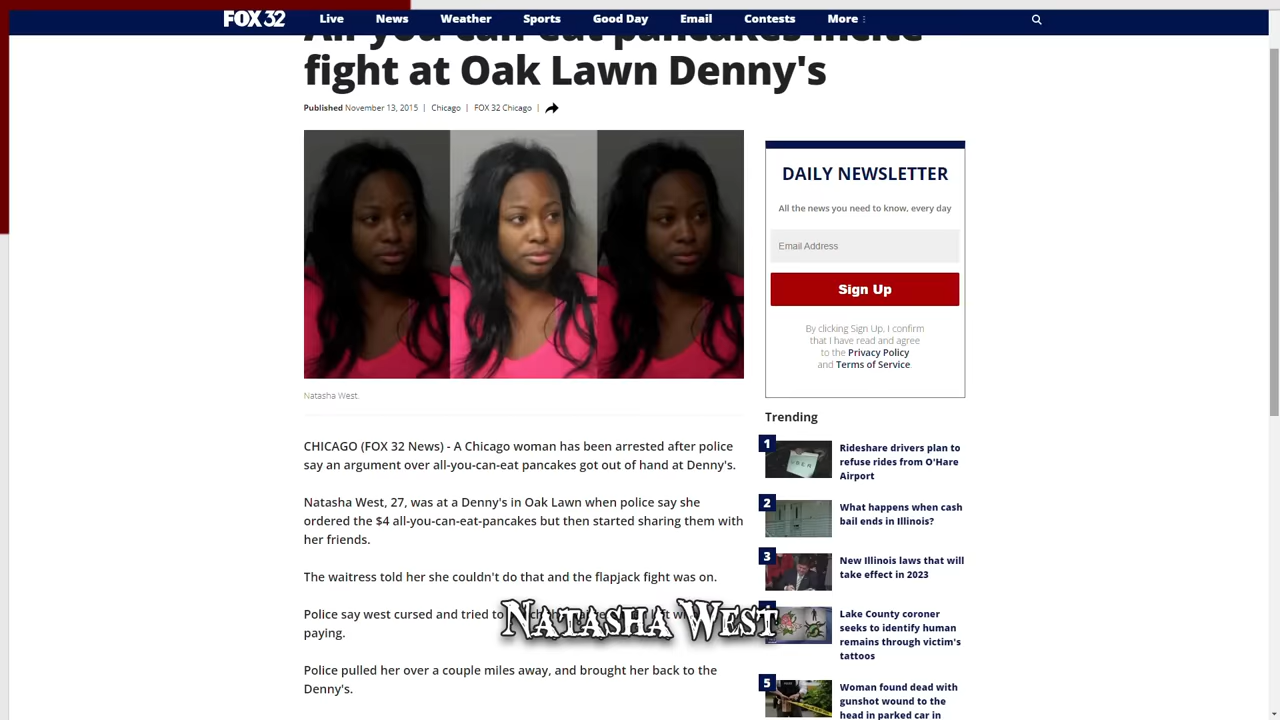 FOX 32 Live News Weather Sports Good Day Email Contests More
All you can eat pancakes incite
fight at Oak Lawn Denny's
Published November 13, 2015 | Chicago | FOX 32 Chicago |
Natasha West.
CHICAGO (FOX 32 News) - A Chicago woman has been arrested after police
say an argument over all-you-can-eat pancakes got out of hand at Denny's.
Natasha West, 27, was at a Denny's in Oak Lawn when police say she
ordered the $4 all-you-can-eat-pancakes but then started sharing them with
her friends.
The waitress told her she couldn't do that and the flapjack fight was on.
Police say west cursed and tried to
paying.
Natasha West
Police pulled her over a couple miles away, and brought her back to the
Denny's.
DAILY NEWSLETTER
All the news you need to know, every day
Email Address
Sign Up
By clicking Sign Up, I confirm
that I have read and agree
to the Privacy Policy
and Terms of Service.
Trending
1
Rideshare drivers plan to
refuse rides from O'Hare
Airport
2
What happens when cash
bail ends in Illinois?
3
New Illinois laws that will
take effect in 2023
Lake County coroner
seeks to identify human
remains through victim's
tattoos
5
Woman found dead with
gunshot wound to the
head in parked car in